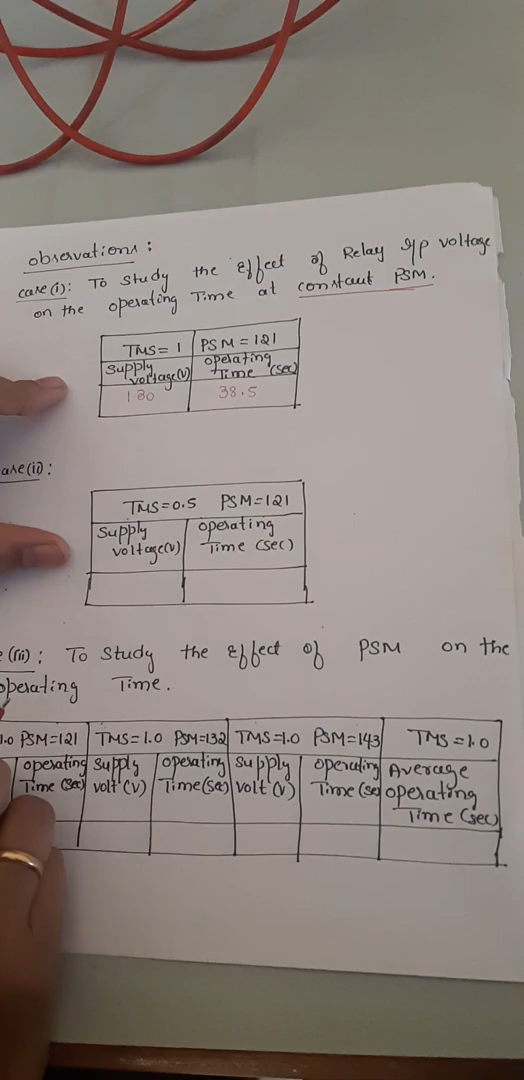 observations:
case(i): To study the Effect of Relay I/p voltage
on the operating Time at constant PSM.
TMS=1 PSM=121
Supply voltage(V) operating Time (sec)
130 38.5
ase(ii):
TMS=0.5 PSM=121
Supply voltage(v) operating Time (sec)
e(iii): To Study the Effect of PSM on the
operating Time.
1.0 PSM=121 TMS=1.0 PSM=132 TMS=1.0 PSM=143 TMS=1.0
operating Time (sec) Supply volt'(V) operating Time(sec) Supply volt'(V) operating Time (se Average operating Time (sec)